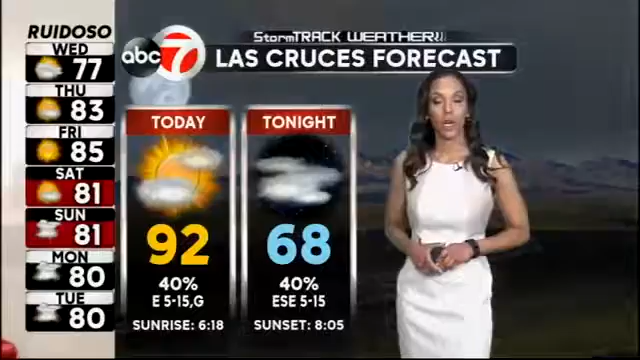 RUIDOSO
WED
77
THU
83
FRI
85
SAT
81
SUN
81
MON
80
TUE
80
StormTRACK WEATHER!!
abc 7
LAS CRUCES FORECAST
TODAY
92
40%
E 5-15,G
SUNRISE: 6:18
TONIGHT
68
40%
ESE 5-15
SUNSET: 8:05